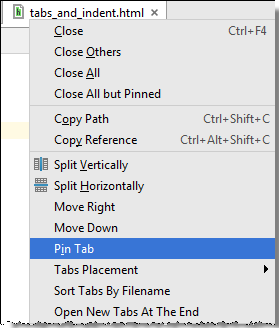 tabs_and_indent.html
Close Ctrl+F4
Close Others
Close All
Close All but Pinned
Copy Path Ctrl+Shift+C
Copy Reference Ctrl+Alt+Shift+C
Split Vertically
Split Horizontally
Move Right
Move Down
Pin Tab
Tabs Placement
Sort Tabs By Filename
Open New Tabs At The End